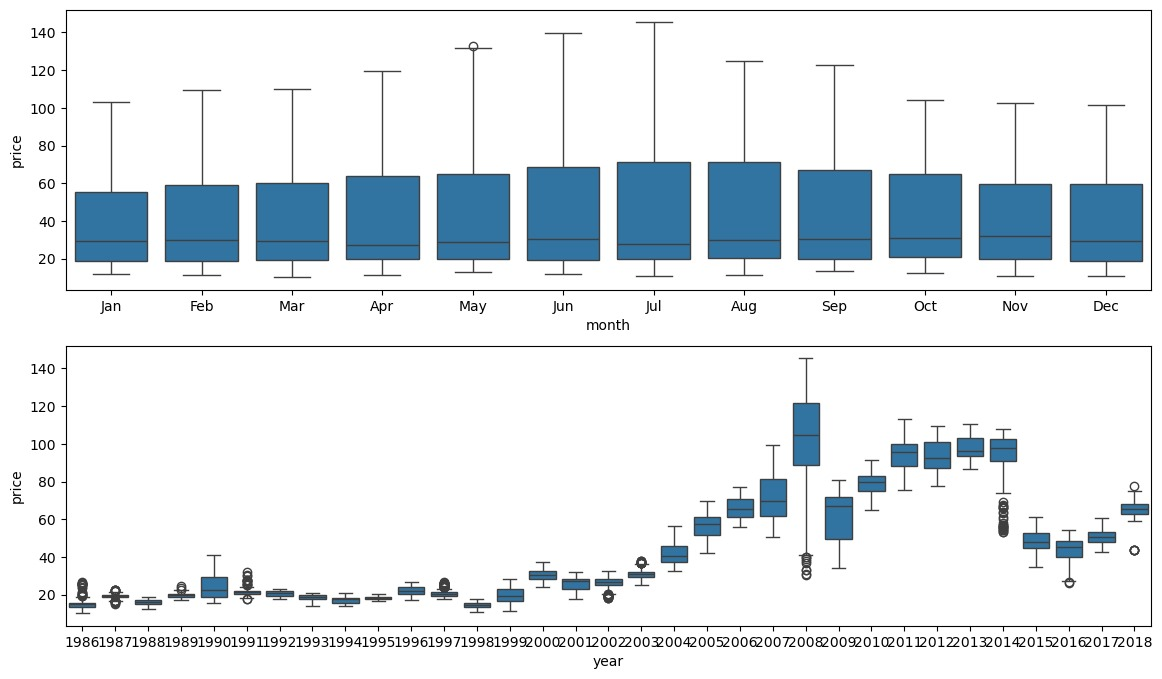 140
120
100
80
60
40
20
price
Jan Feb Mar Apr May Jun Jul Aug Sep Oct Nov Dec
month
140
120
100
80
60
40
20
price
1986 1987 1988 1989 1990 1991 1992 1993 1994 1995 1996 1997 1998 1999 2000 2001 2002 2003 2004 2005 2006 2007 2008 2009 2010 2011 2012 2013 2014 2015 2016 2017 2018
year